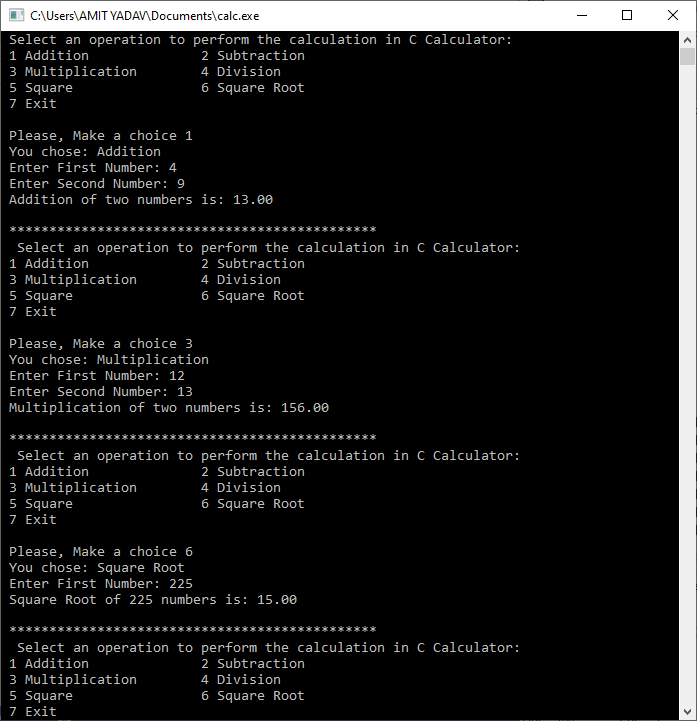 C:\Users\AMIT YADAV\Documents\calc.exe
Select an operation to perform the calculation in C Calculator:
1 Addition              2 Subtraction
3 Multiplication        4 Division
5 Square                6 Square Root
7 Exit
Please, Make a choice 1
You chose: Addition
Enter First Number: 4
Enter Second Number: 9
Addition of two numbers is: 13.00
**********************************************
Select an operation to perform the calculation in C Calculator:
1 Addition              2 Subtraction
3 Multiplication        4 Division
5 Square                6 Square Root
7 Exit
Please, Make a choice 3
You chose: Multiplication
Enter First Number: 12
Enter Second Number: 13
Multiplication of two numbers is: 156.00
**********************************************
Select an operation to perform the calculation in C Calculator:
1 Addition              2 Subtraction
3 Multiplication        4 Division
5 Square                6 Square Root
7 Exit
Please, Make a choice 6
You chose: Square Root
Enter First Number: 225
Square Root of 225 numbers is: 15.00
**********************************************
Select an operation to perform the calculation in C Calculator:
1 Addition              2 Subtraction
3 Multiplication        4 Division
5 Square                6 Square Root
7 Exit